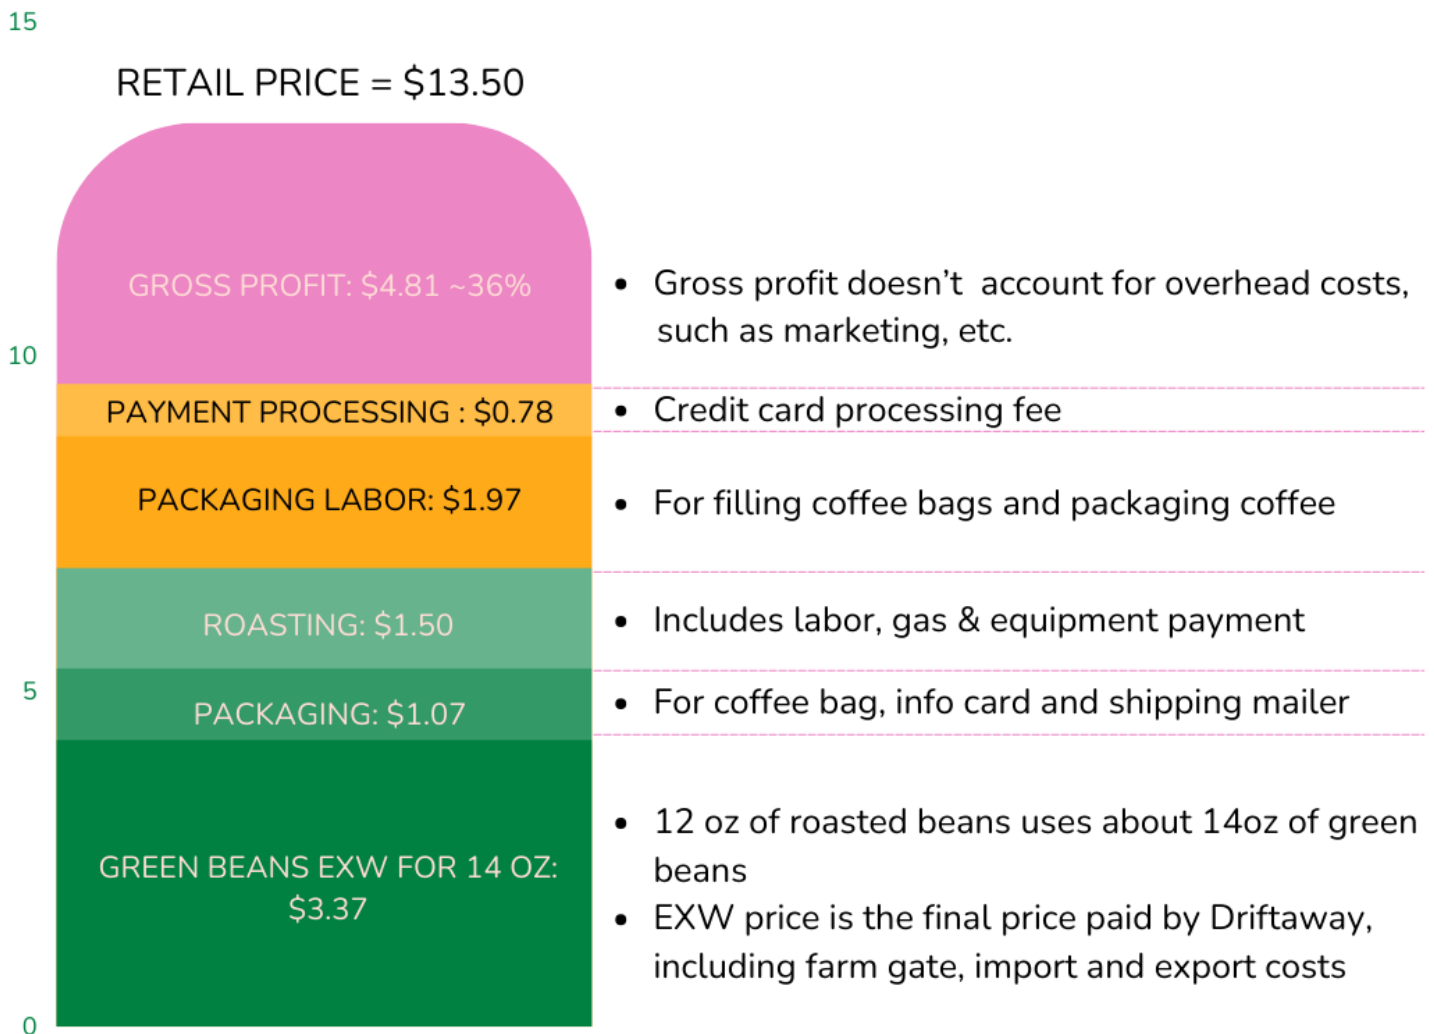 15
RETAIL PRICE = $13.50
GROSS PROFIT: $4.81 ~36%
• Gross profit doesn’t  account for overhead costs,
such as marketing, etc.
10
PAYMENT PROCESSING : $0.78
• Credit card processing fee
PACKAGING LABOR: $1.97
• For filling coffee bags and packaging coffee
ROASTING: $1.50
• Includes labor, gas & equipment payment
5
PACKAGING: $1.07
• For coffee bag, info card and shipping mailer
GREEN BEANS EXW FOR 14 OZ:
$3.37
• 12 oz of roasted beans uses about 14oz of green
beans
• EXW price is the final price paid by Driftaway,
including farm gate, import and export costs
0